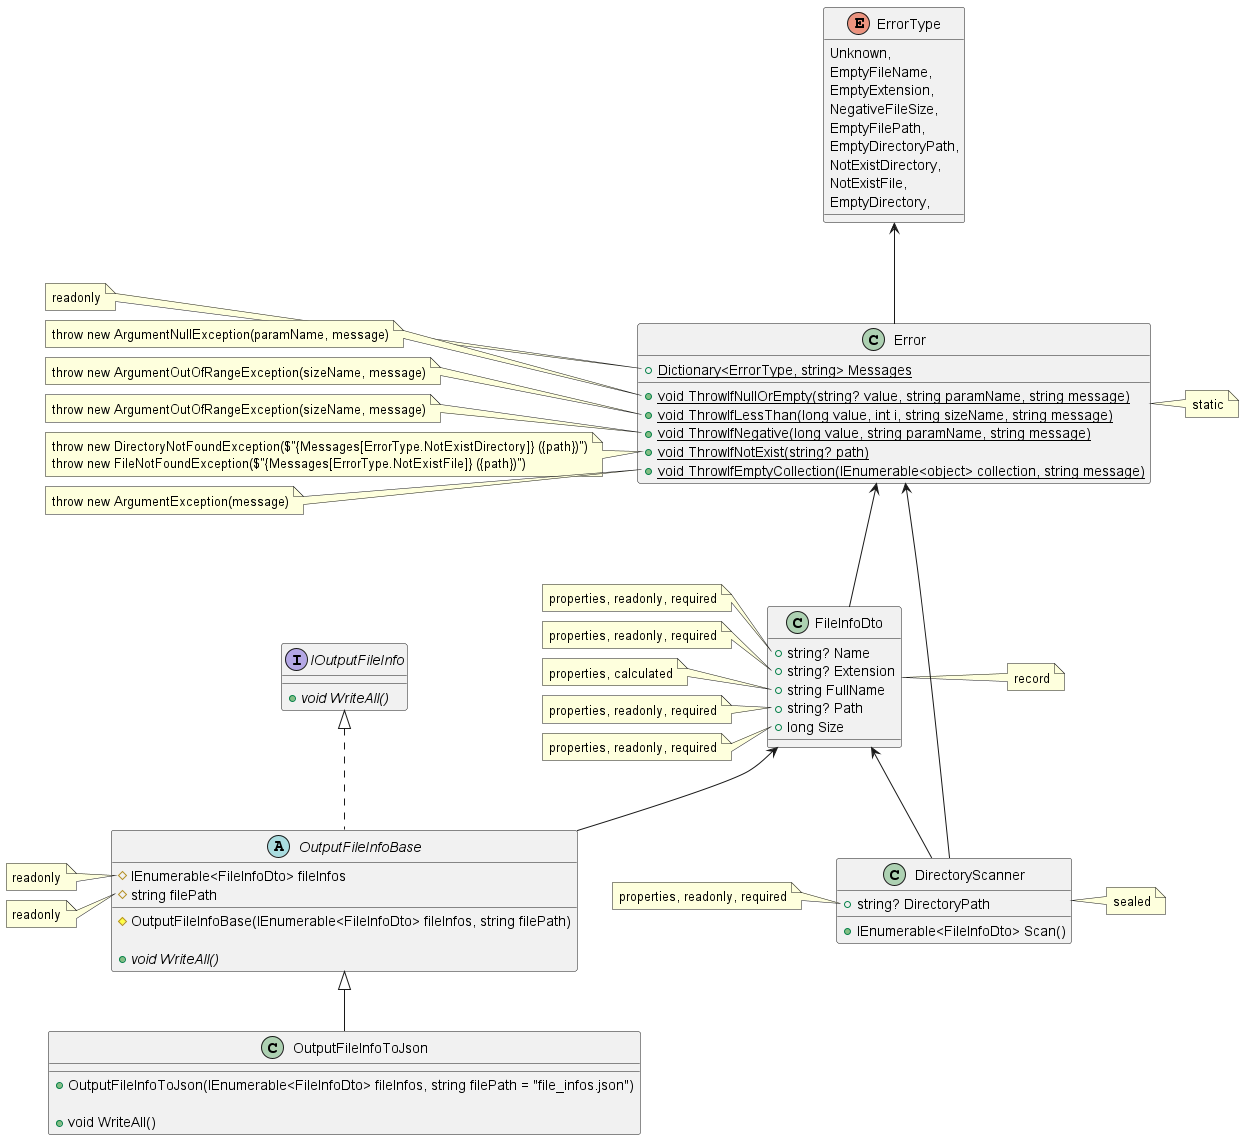 E ErrorType
Unknown,
EmptyFileName,
EmptyExtension,
NegativeFileSize,
EmptyFilePath,
EmptyDirectoryPath,
NotExistDirectory,
NotExistFile,
EmptyDirectory,
readonly
throw new ArgumentNullException(paramName, message)
throw new ArgumentOutOfRangeException(sizeName, message)
throw new ArgumentOutOfRangeException(sizeName, message)
throw new DirectoryNotFoundException($"{Messages[ErrorType.NotExistDirectory]} ({path})")
throw new FileNotFoundException($"{Messages[ErrorType.NotExistFile]} ({path})")
throw new ArgumentException(message)
C Error
Dictionary<ErrorType, string> Messages
void ThrowIfNullOrEmpty(string? value, string paramName, string message)
void ThrowIfLessThan(long value, int i, string sizeName, string message)
void ThrowIfNegative(long value, string paramName, string message)
void ThrowIfNotExist(string? path)
void ThrowIfEmptyCollection(IEnumerable<object> collection, string message)
static
properties, readonly, required
properties, readonly, required
properties, calculated
properties, readonly, required
properties, readonly, required
C FileInfoDto
string? Name
string? Extension
string FullName
string? Path
long Size
record
I IOutputFileInfo
void WriteAll()
readonly
readonly
A OutputFileInfoBase
IEnumerable<FileInfoDto> fileInfos
string filePath
OutputFileInfoBase(IEnumerable<FileInfoDto> fileInfos, string filePath)
void WriteAll()
properties, readonly, required
C DirectoryScanner
string? DirectoryPath
IEnumerable<FileInfoDto> Scan()
sealed
C OutputFileInfoToJson
OutputFileInfoToJson(IEnumerable<FileInfoDto> fileInfos, string filePath = "file_infos.json")
void WriteAll()